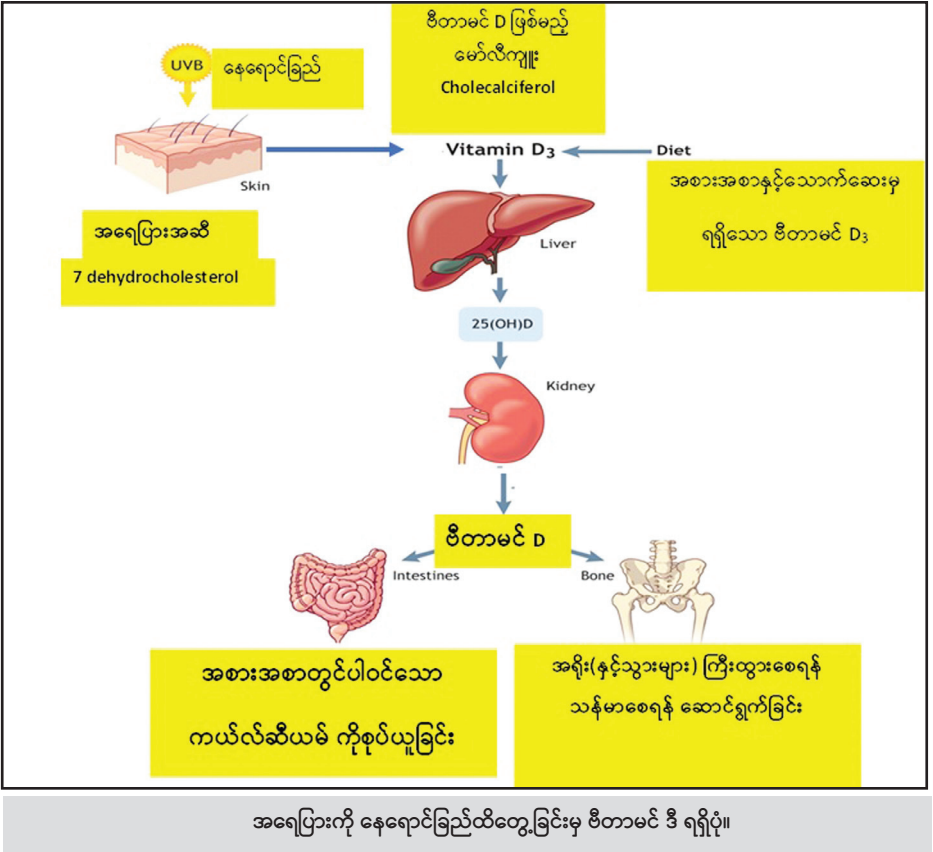 ဗီတာမင် D ဖြစ်မည့်
မော်လီကျူး
Cholecalciferol
UVB
နေရောင်ခြည်
Skin
Vitamin D₃
Diet
အရေပြားအဆီ
7 dehydrocholesterol
အစားအစာနှင့်သောက်ဆေးမှ
ရရှိသော ဗီတာမင် D₃
Liver
25(OH)D
Kidney
ဗီတာမင် D
Intestines
Bone
အစားအစာတွင်ပါဝင်သော
ကယ်လ်ဆီယမ် ကိုစုပ်ယူခြင်း
အရိုး(နှင့်သွားများ) ကြီးထွားစေရန်
သန်မာစေရန် ဆောင်ရွက်ခြင်း
အရေပြားကို နေရောင်ခြည်ထိတွေ့ခြင်းမှ ဗီတာမင် ဒီ ရရှိပုံ။